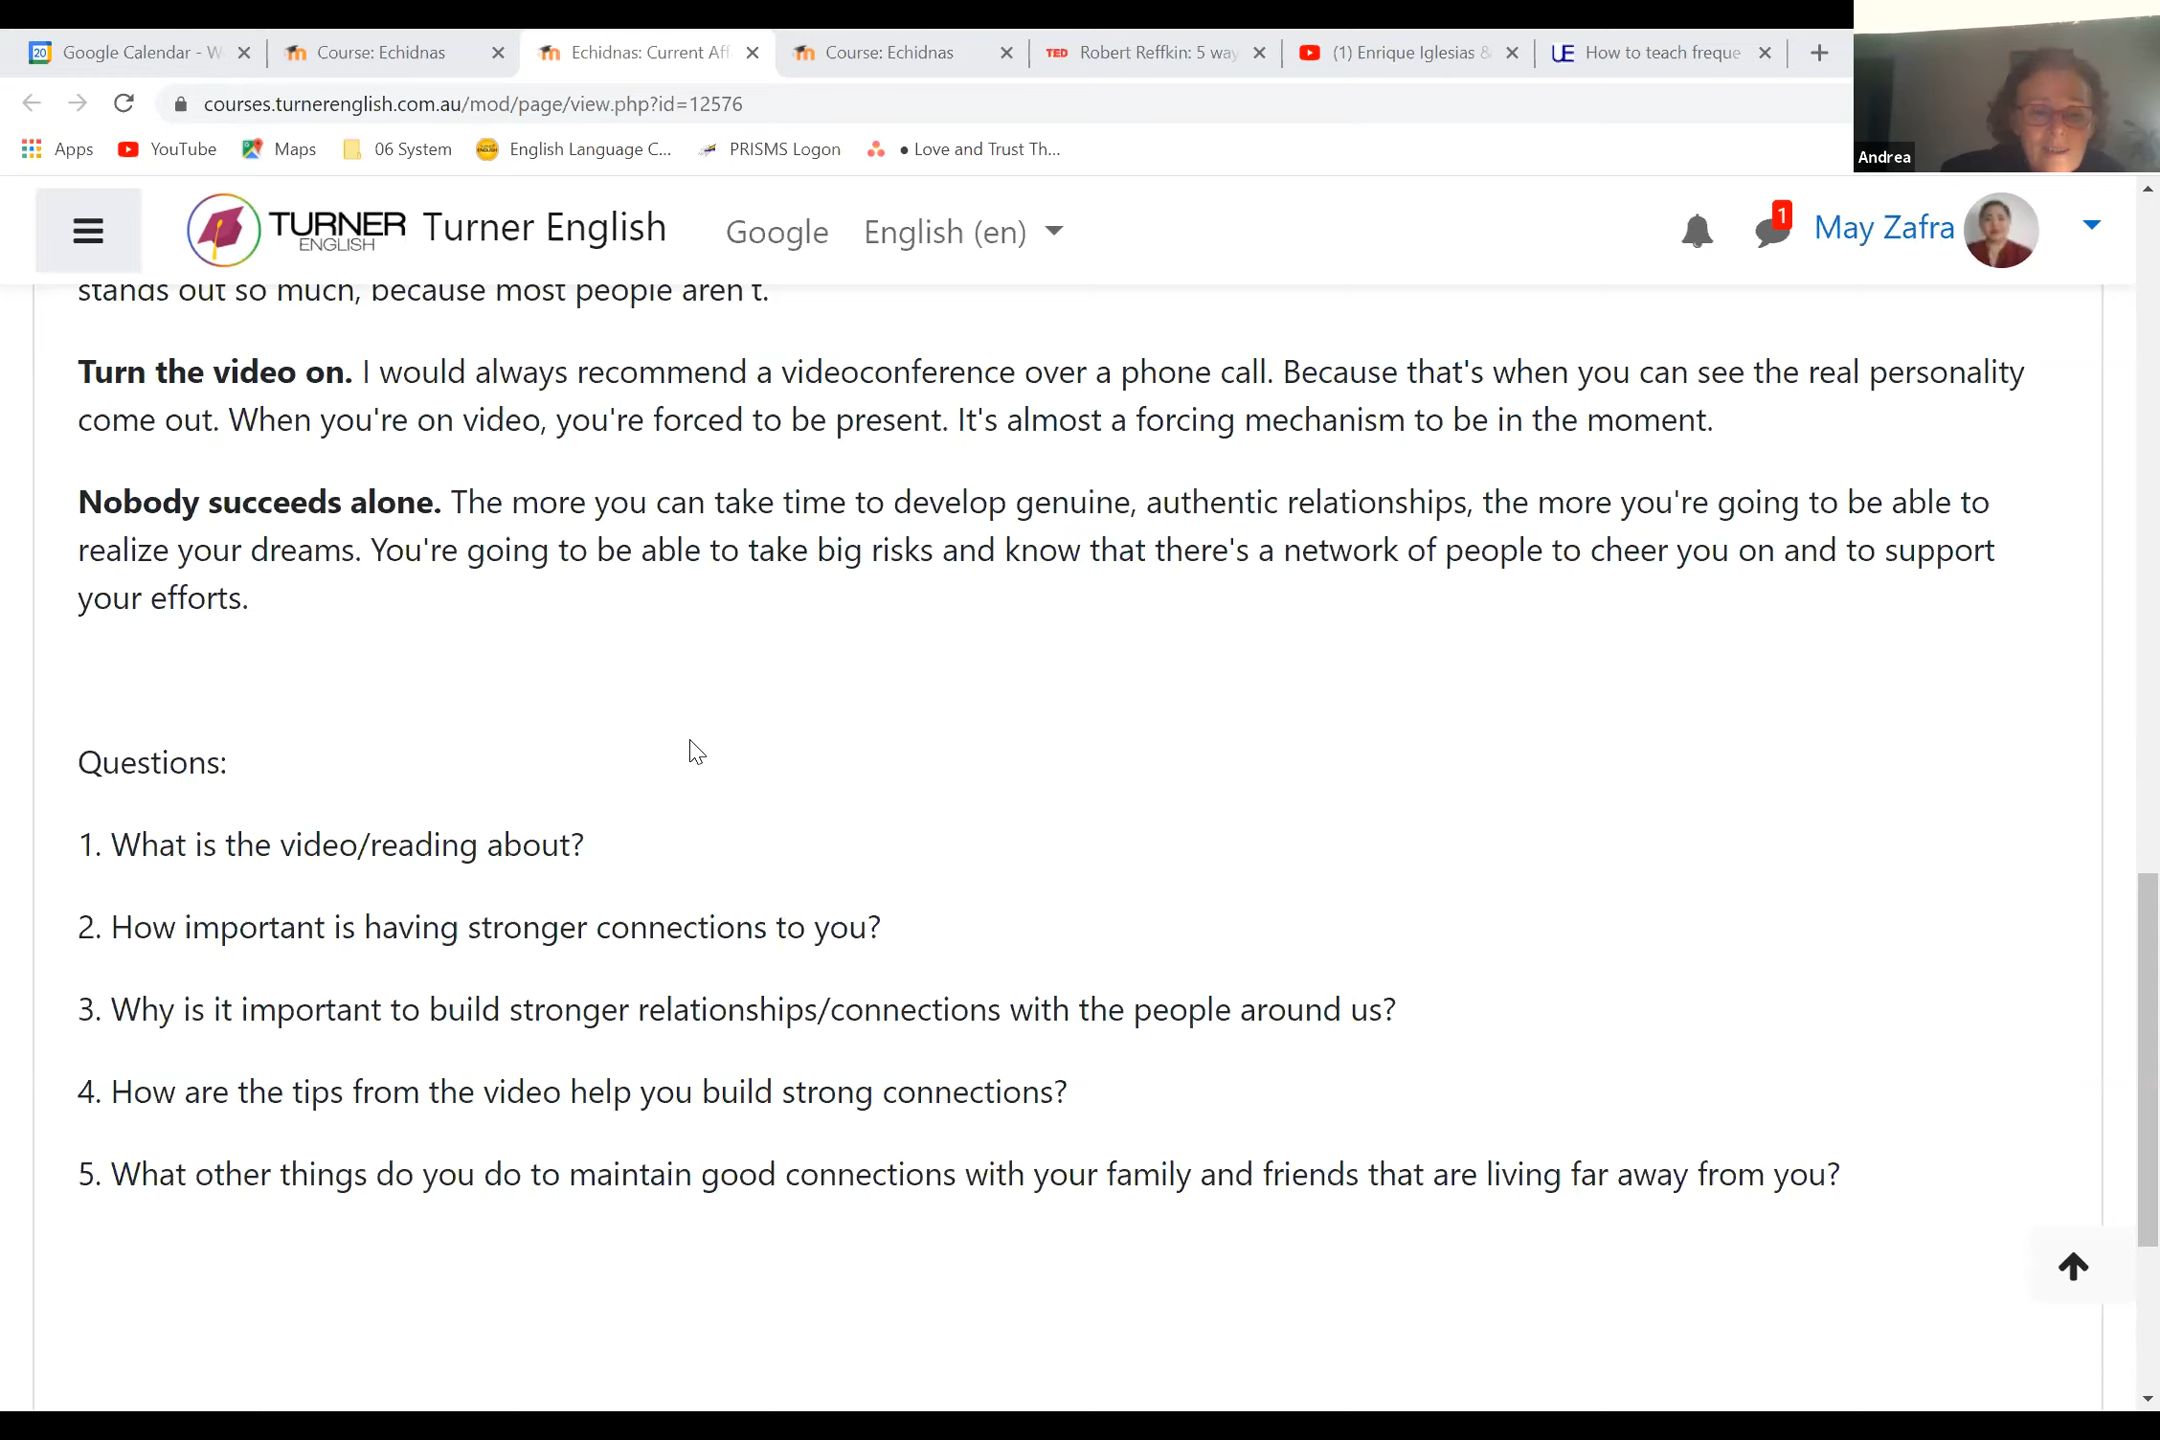 Google Calendar - W
Course: Echidnas
Echidnas: Current Aff
Course: Echidnas
TED Robert Reffkin: 5 way
(1) Enrique Iglesias &
UE How to teach freque
courses.turnerenglish.com.au/mod/page/view.php?id=12576
Apps YouTube Maps 06 System English Language C... PRISMS Logon • Love and Trust Th...
Andrea
TURNER
ENGLISH
Turner English Google English (en) 1 May Zafra
stands out so much, because most people aren't.
Turn the video on. I would always recommend a videoconference over a phone call. Because that's when you can see the real personality
come out. When you're on video, you're forced to be present. It's almost a forcing mechanism to be in the moment.
Nobody succeeds alone. The more you can take time to develop genuine, authentic relationships, the more you're going to be able to
realize your dreams. You're going to be able to take big risks and know that there's a network of people to cheer you on and to support
your efforts.
Questions:
1. What is the video/reading about?
2. How important is having stronger connections to you?
3. Why is it important to build stronger relationships/connections with the people around us?
4. How are the tips from the video help you build strong connections?
5. What other things do you do to maintain good connections with your family and friends that are living far away from you?